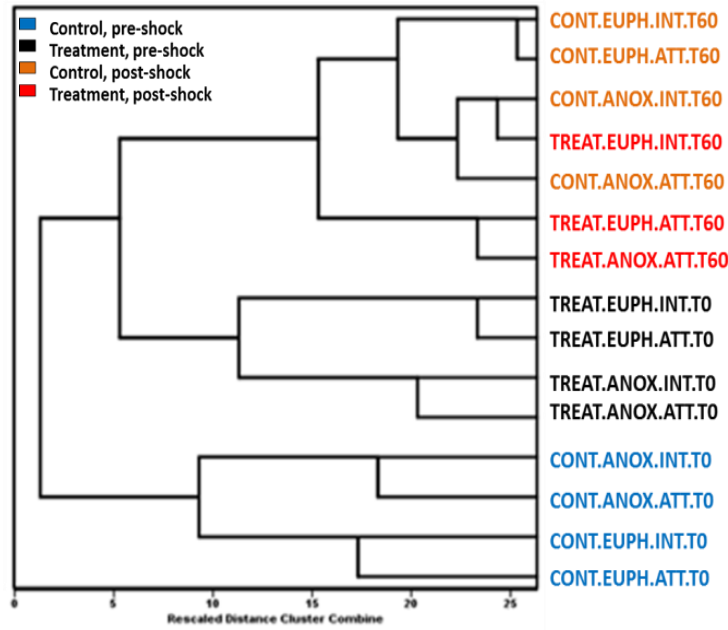 Control, pre-shock
Treatment, pre-shock
Control, post-shock
Treatment, post-shock
CONT.EUPH.INT.T60
CONT.EUPH.ATT.T60
CONT.ANOX.INT.T60
TREAT.EUPH.INT.T60
CONT.ANOX.ATT.T60
TREAT.EUPH.ATT.T60
TREAT.ANOX.ATT.T60
TREAT.EUPH.INT.T0
TREAT.EUPH.ATT.T0
TREAT.ANOX.INT.T0
TREAT.ANOX.ATT.T0
CONT.ANOX.INT.T0
CONT.ANOX.ATT.T0
CONT.EUPH.INT.T0
CONT.EUPH.ATT.T0
0 5 10 15 20 25
Rescaled Distance Cluster Combine